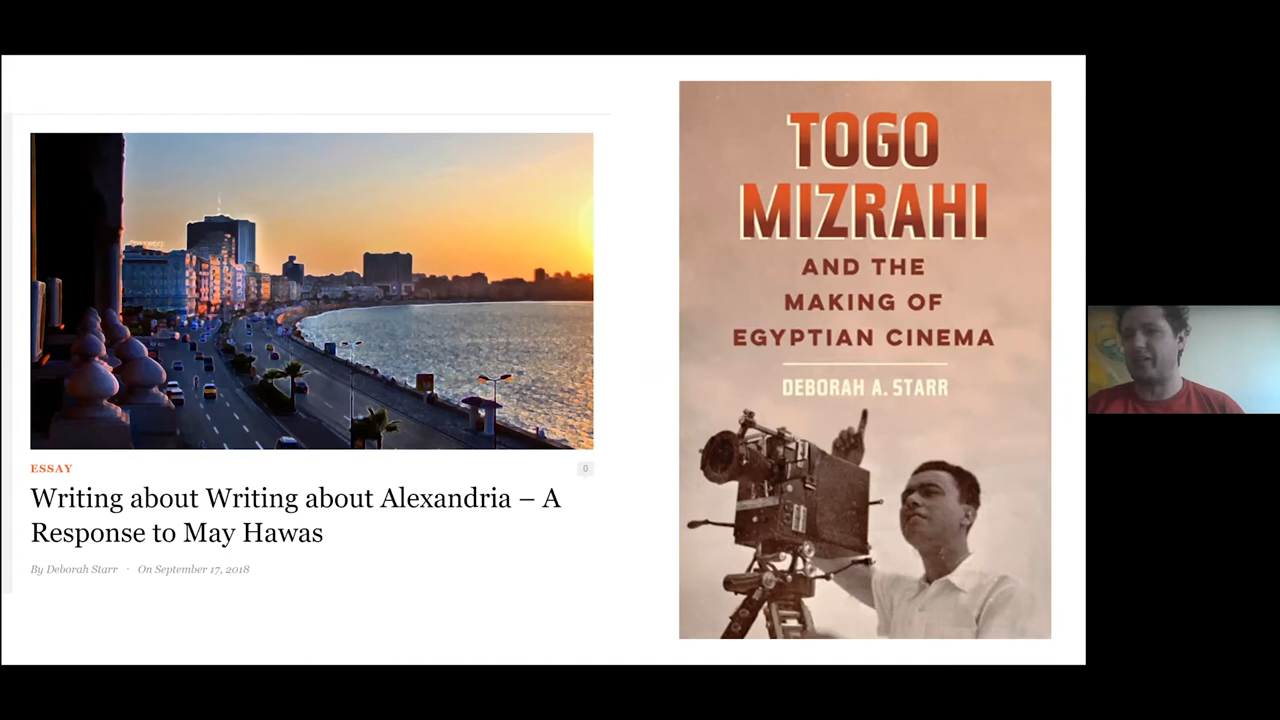 ESSAY
0
Writing about Writing about Alexandria – A
Response to May Hawas
By Deborah Starr · On September 17, 2018
TOGO
MIZRAHI
AND THE
MAKING OF
EGYPTIAN CINEMA
DEBORAH A. STARR